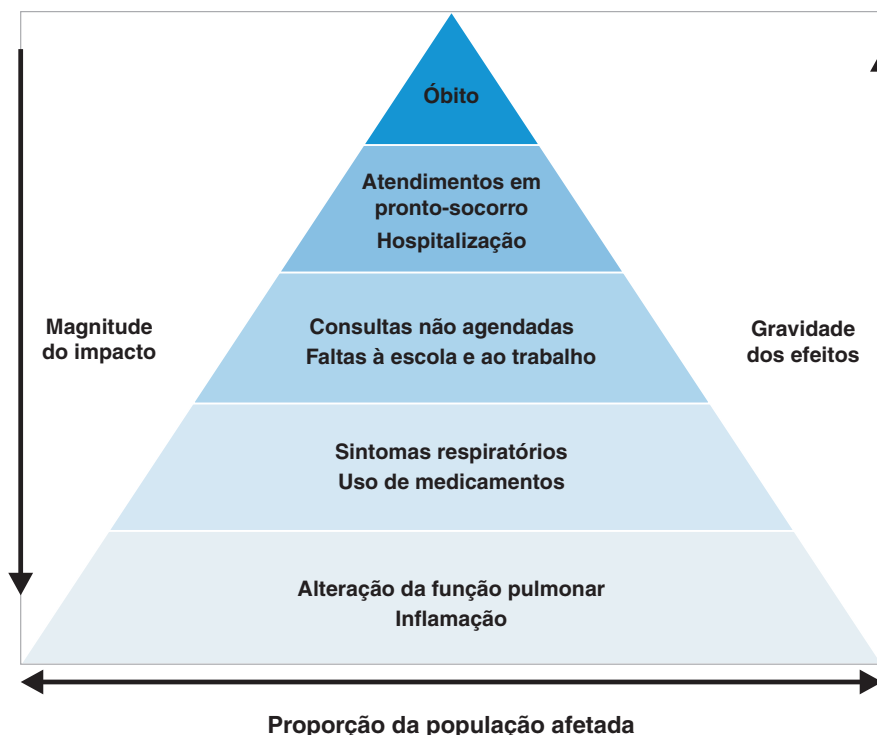 Óbito
Atendimentos em
pronto-socorro
Hospitalização
Magnitude
do impacto
Consultas não agendadas
Faltas à escola e ao trabalho
Gravidade
dos efeitos
Sintomas respiratórios
Uso de medicamentos
Alteração da função pulmonar
Inflamação
Proporção da população afetada